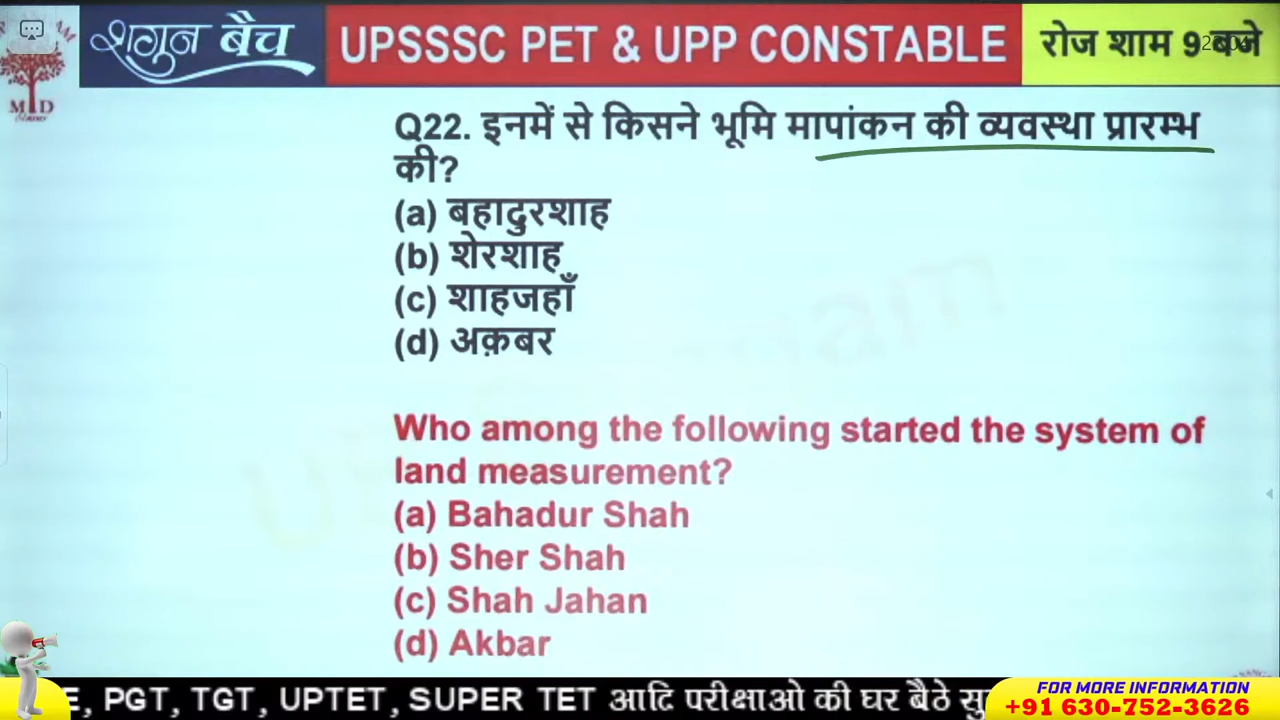 शगुन बैच
UPSSSC PET & UPP CONSTABLE
रोज शाम 9 बजे
Q22. इनमें से किसने भूमि मापांकन की व्यवस्था प्रारम्भ
की?
(a) बहादुरशाह
(b) शेरशाह
(c) शाहजहाँ
(d) अक़बर
Who among the following started the system of
land measurement?
(a) Bahadur Shah
(b) Sher Shah
(c) Shah Jahan
(d) Akbar
E, PGT, TGT, UPTET, SUPER TET आदि परीक्षाओ की घर बैठे
FOR MORE INFORMATION
+91 630-752-3626